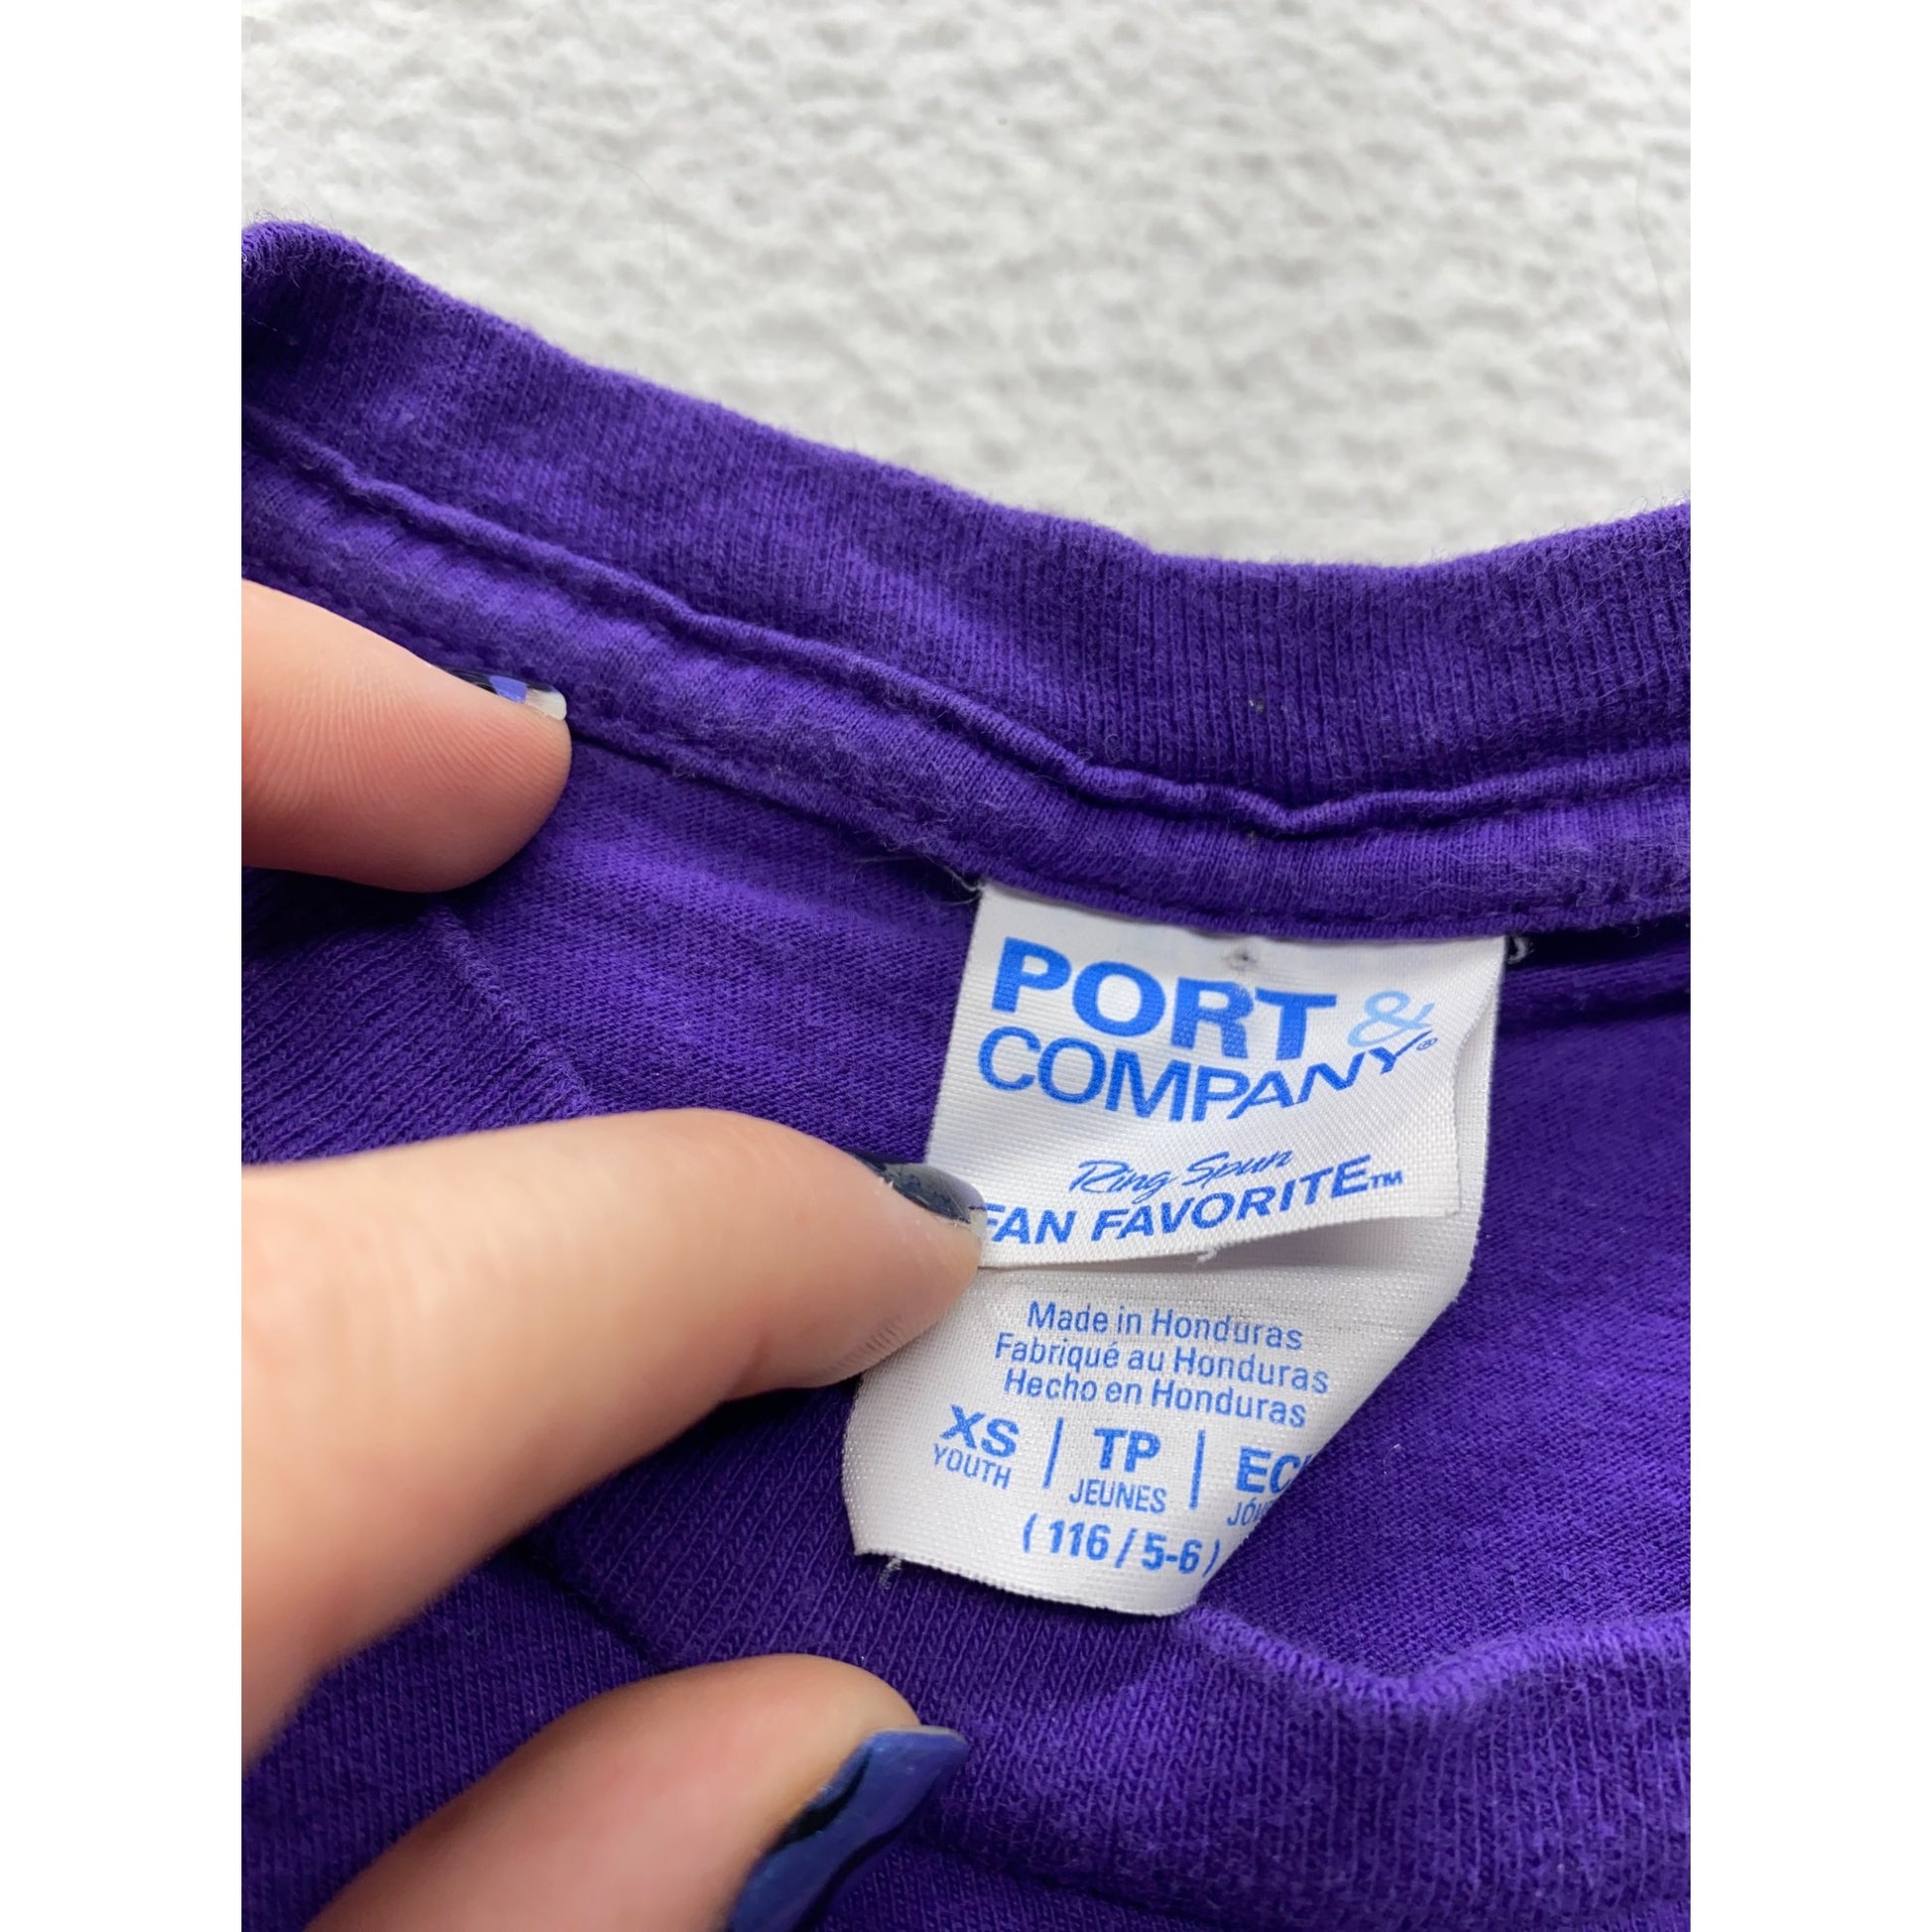 PORT &
COMPANY®
Ring Spun
FAN FAVORITE™
Made in Honduras
Fabriqué au Honduras
Hecho en Honduras
XS | TP |
YOUTH JEUNES
(116/5-6)